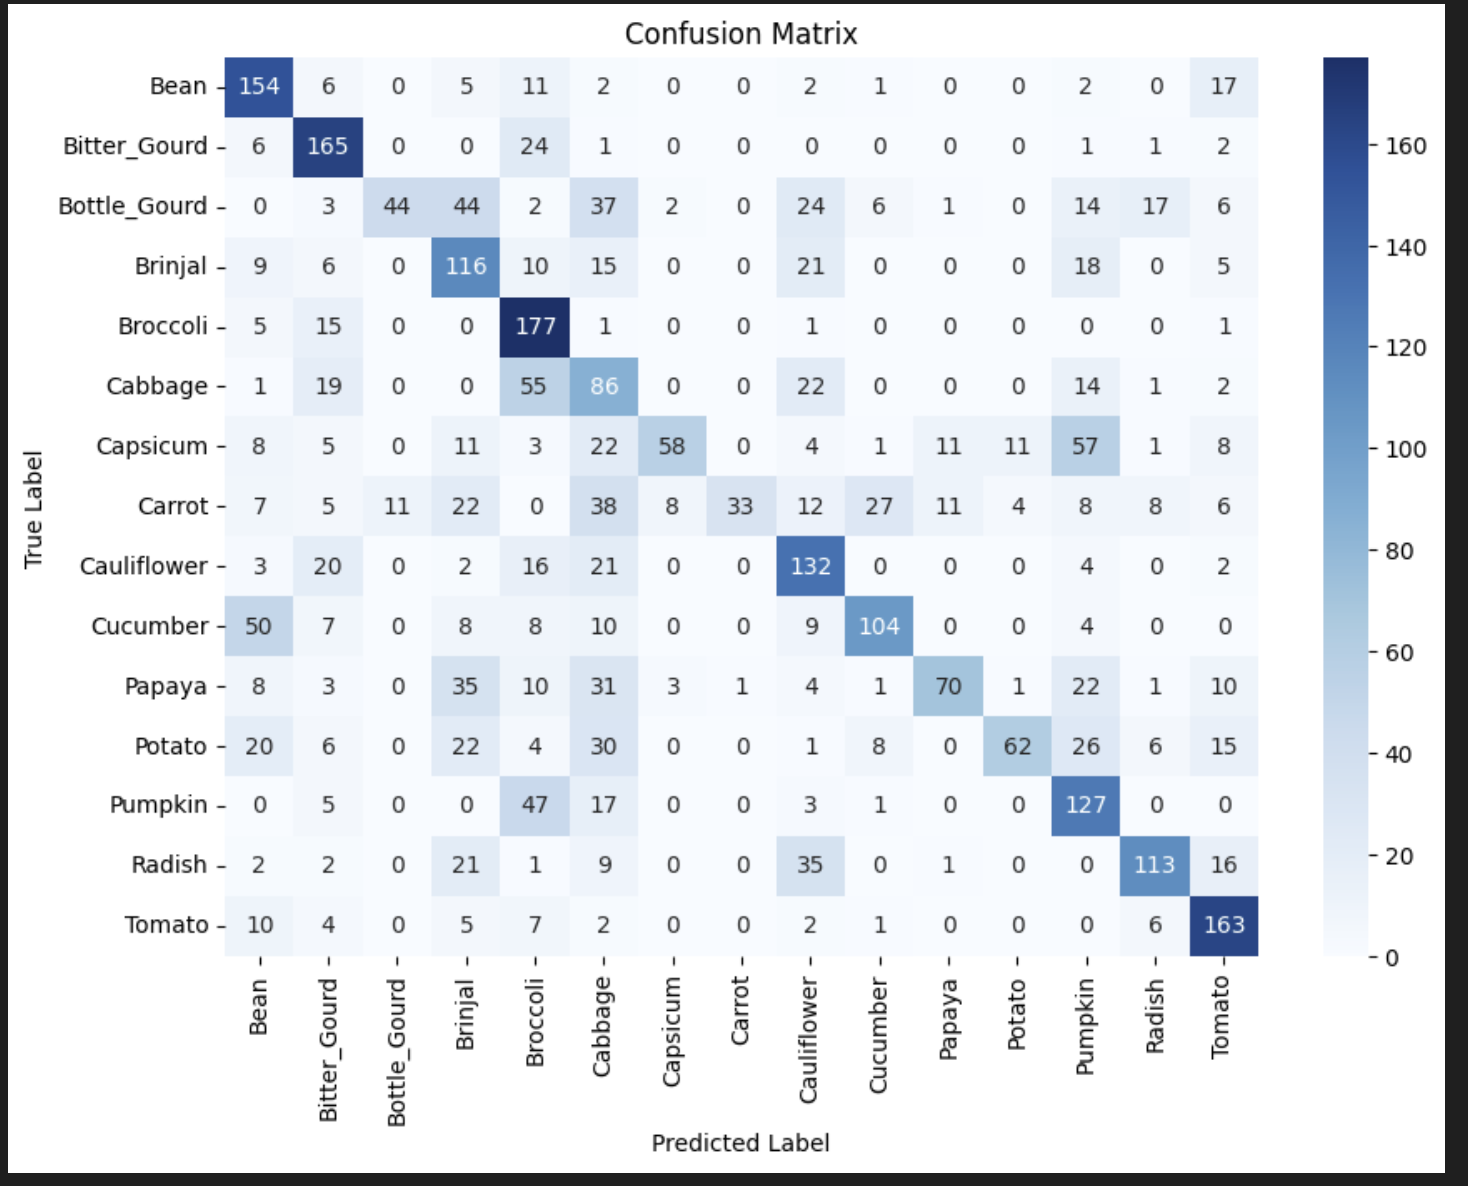 Confusion Matrix
Bean 154 6 0 5 11 2 0 0 2 1 0 0 2 0 17
Bitter_Gourd 6 165 0 0 24 1 0 0 0 0 0 0 1 1 2
Bottle_Gourd 0 3 44 44 2 37 2 0 24 6 1 0 14 17 6
Brinjal 9 6 0 116 10 15 0 0 21 0 0 0 18 0 5
Broccoli 5 15 0 0 177 1 0 0 1 0 0 0 0 0 1
Cabbage 1 19 0 0 55 86 0 0 22 0 0 0 14 1 2
Capsicum 8 5 0 11 3 22 58 0 4 1 11 11 57 1 8
Carrot 7 5 11 22 0 38 8 33 12 27 11 4 8 8 6
Cauliflower 3 20 0 2 16 21 0 0 132 0 0 0 4 0 2
Cucumber 50 7 0 8 8 10 0 0 9 104 0 0 4 0 0
Papaya 8 3 0 35 10 31 3 1 4 1 70 1 22 1 10
Potato 20 6 0 22 4 30 0 0 1 8 0 62 26 6 15
Pumpkin 0 5 0 0 47 17 0 0 3 1 0 0 127 0 0
Radish 2 2 0 21 1 9 0 0 35 0 1 0 0 113 16
Tomato 10 4 0 5 7 2 0 0 2 1 0 0 0 6 163
True Label
Bean Bitter_Gourd Bottle_Gourd Brinjal Broccoli Cabbage Capsicum Carrot Cauliflower Cucumber Papaya Potato Pumpkin Radish Tomato
Predicted Label
160
140
120
100
80
60
40
20
0